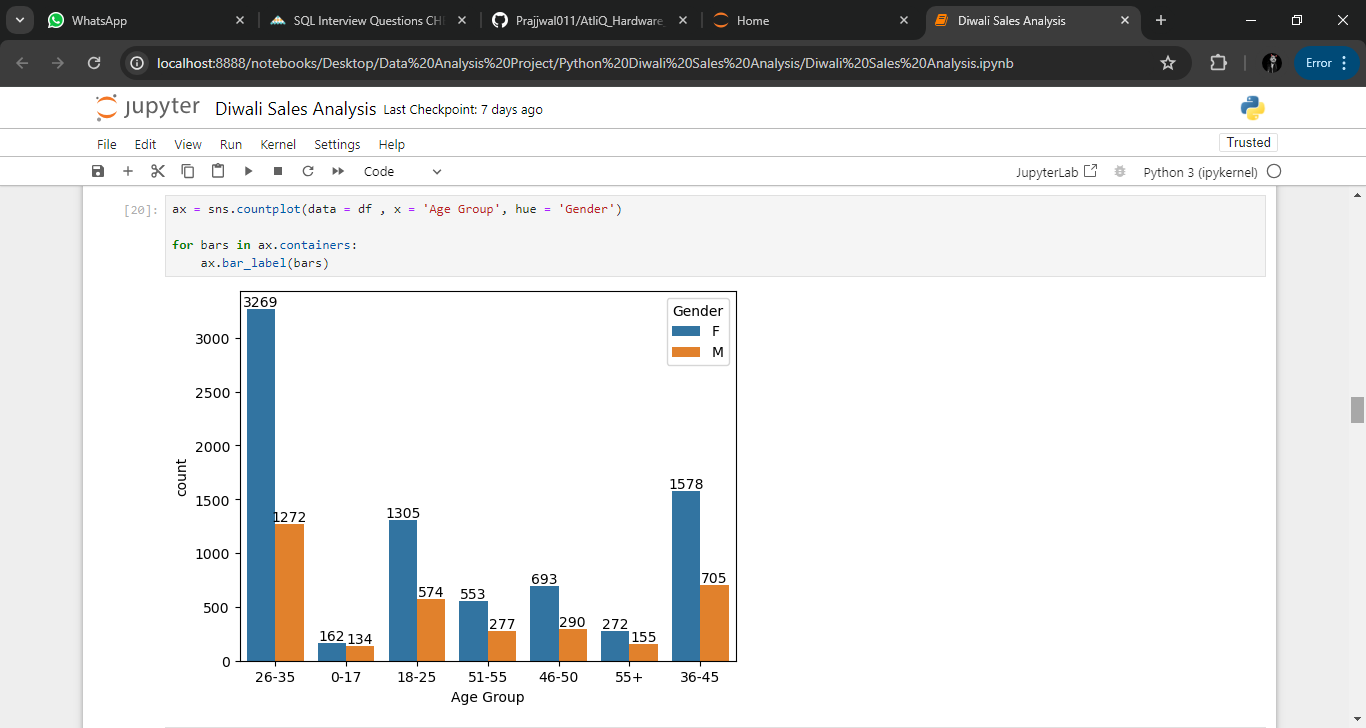 WhatsApp
SQL Interview Questions CH
Prajjwal011/AtliQ_Hardware_
Home
Diwali Sales Analysis
localhost:8888/notebooks/Desktop/Data%20Analysis%20Project/Python%20Diwali%20Sales%20Analysis/Diwali%20Sales%20Analysis.ipynb
Error
jupyter Diwali Sales Analysis Last Checkpoint: 7 days ago
File Edit View Run Kernel Settings Help
Trusted
Code
JupyterLab
Python 3 (ipykernel)
[20]: ax = sns.countplot(data = df , x = 'Age Group', hue = 'Gender')
for bars in ax.containers:
ax.bar_label(bars)
Gender
F
M
3269
1272
162
134
1305
574
553
277
693
290
272
155
1578
705
3000
2500
2000
1500
1000
500
0
count
26-35 0-17 18-25 51-55 46-50 55+ 36-45
Age Group